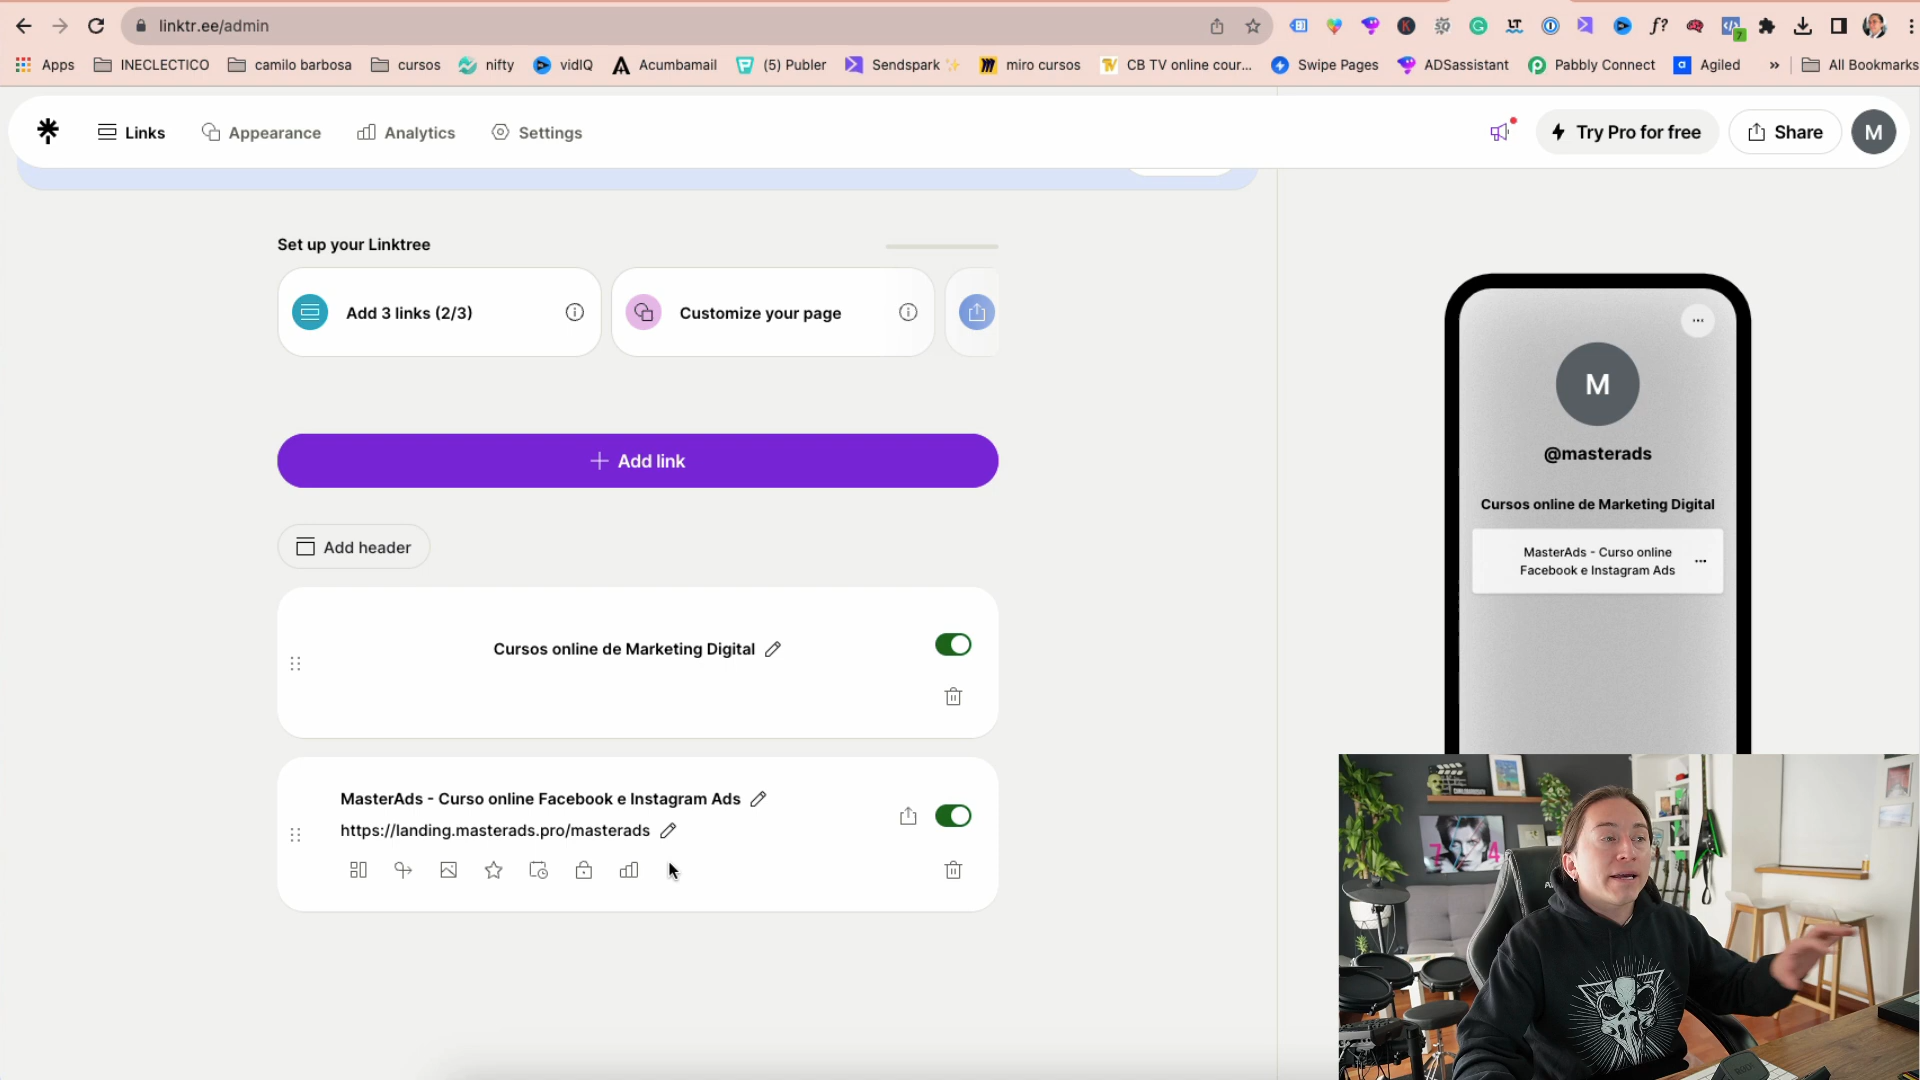 linktr.ee/admin
Apps
INECLECTICO
camilo barbosa
cursos
nifty
vidIQ
Acumbamail
(5) Publer
Sendspark
miro cursos
CB TV online cour...
Swipe Pages
ADSassistant
Pabbly Connect
Agiled
»
All Bookmarks
Links
Appearance
Analytics
Settings
Try Pro for free
Share
M
Set up your Linktree
Add 3 links (2/3)
Customize your page
+ Add link
Add header
Cursos online de Marketing Digital
MasterAds - Curso online Facebook e Instagram Ads
https://landing.masterads.pro/masterads
M
@masterads
Cursos online de Marketing Digital
MasterAds - Curso online
Facebook e Instagram Ads